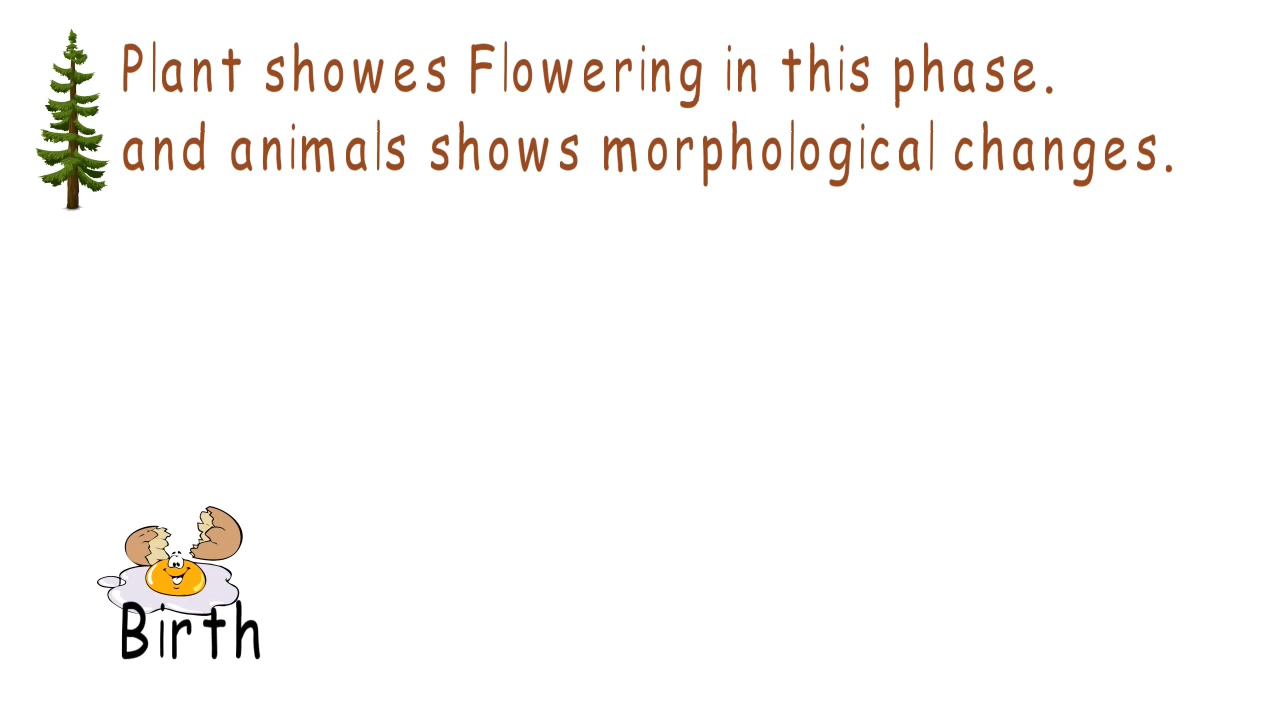 Plant showes Flowering in this phase.
and animals shows morphological changes.
Birth